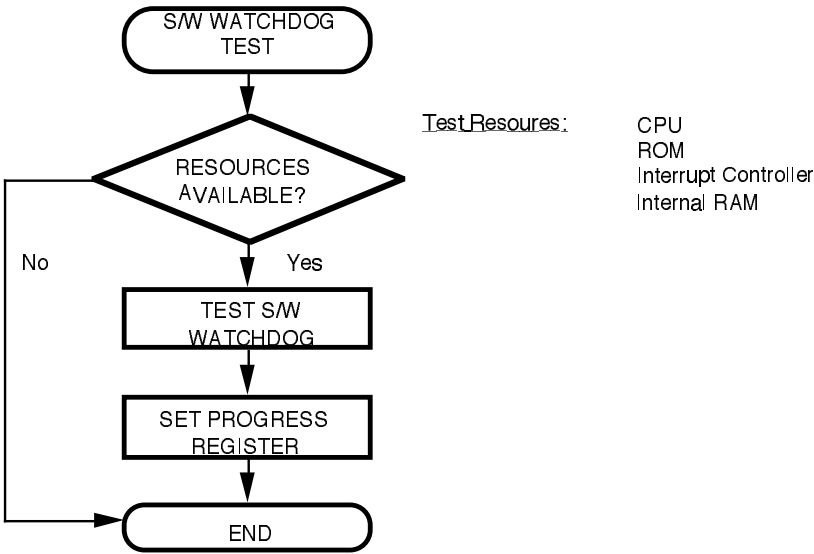 S/W WATCHDOG
TEST
Test Resoures:
CPU
ROM
Interrupt Controller
Internal RAM
RESOURCES
AVAILABLE?
No
Yes
TEST S/W
WATCHDOG
SET PROGRESS
REGISTER
END